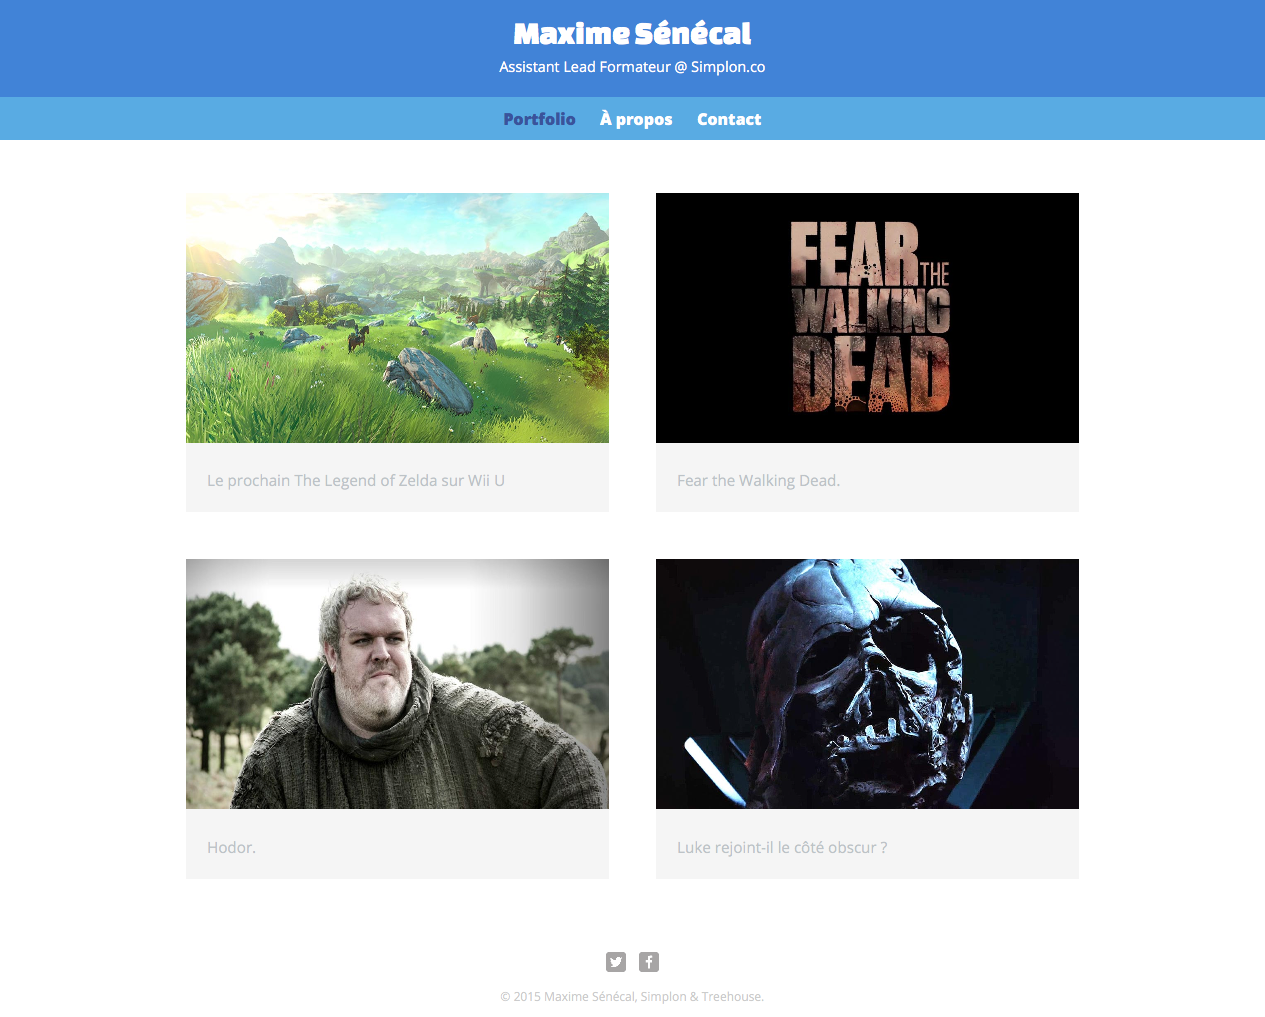 Maxime Sénécal
Assistant Lead Formateur @ Simplon.co
Portfolio À propos Contact
FEAR THE
WALKING
DEAD
Le prochain The Legend of Zelda sur Wii U
Fear the Walking Dead.
Hodor.
Luke rejoint-il le côté obscur ?
© 2015 Maxime Sénécal, Simplon & Treehouse.